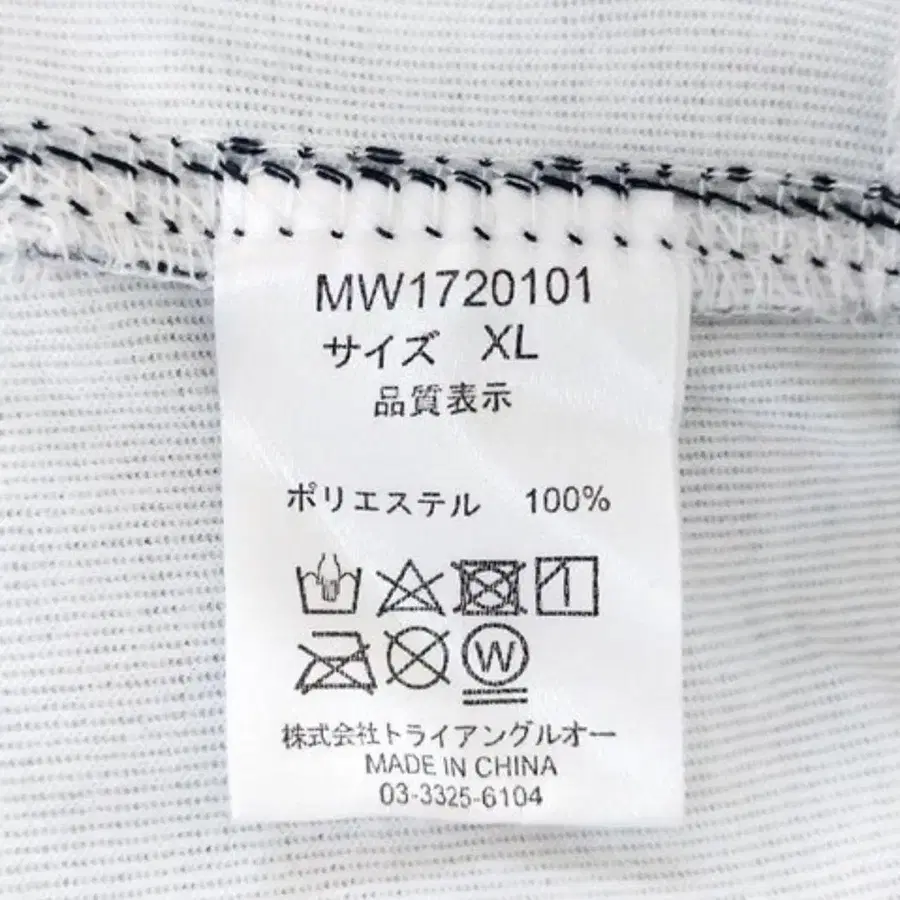 MW1720101
サイズ XL
品質表示
ポリエステル 100%
W
株式会社トライアングルオー
MADE IN CHINA
03-3325-6104